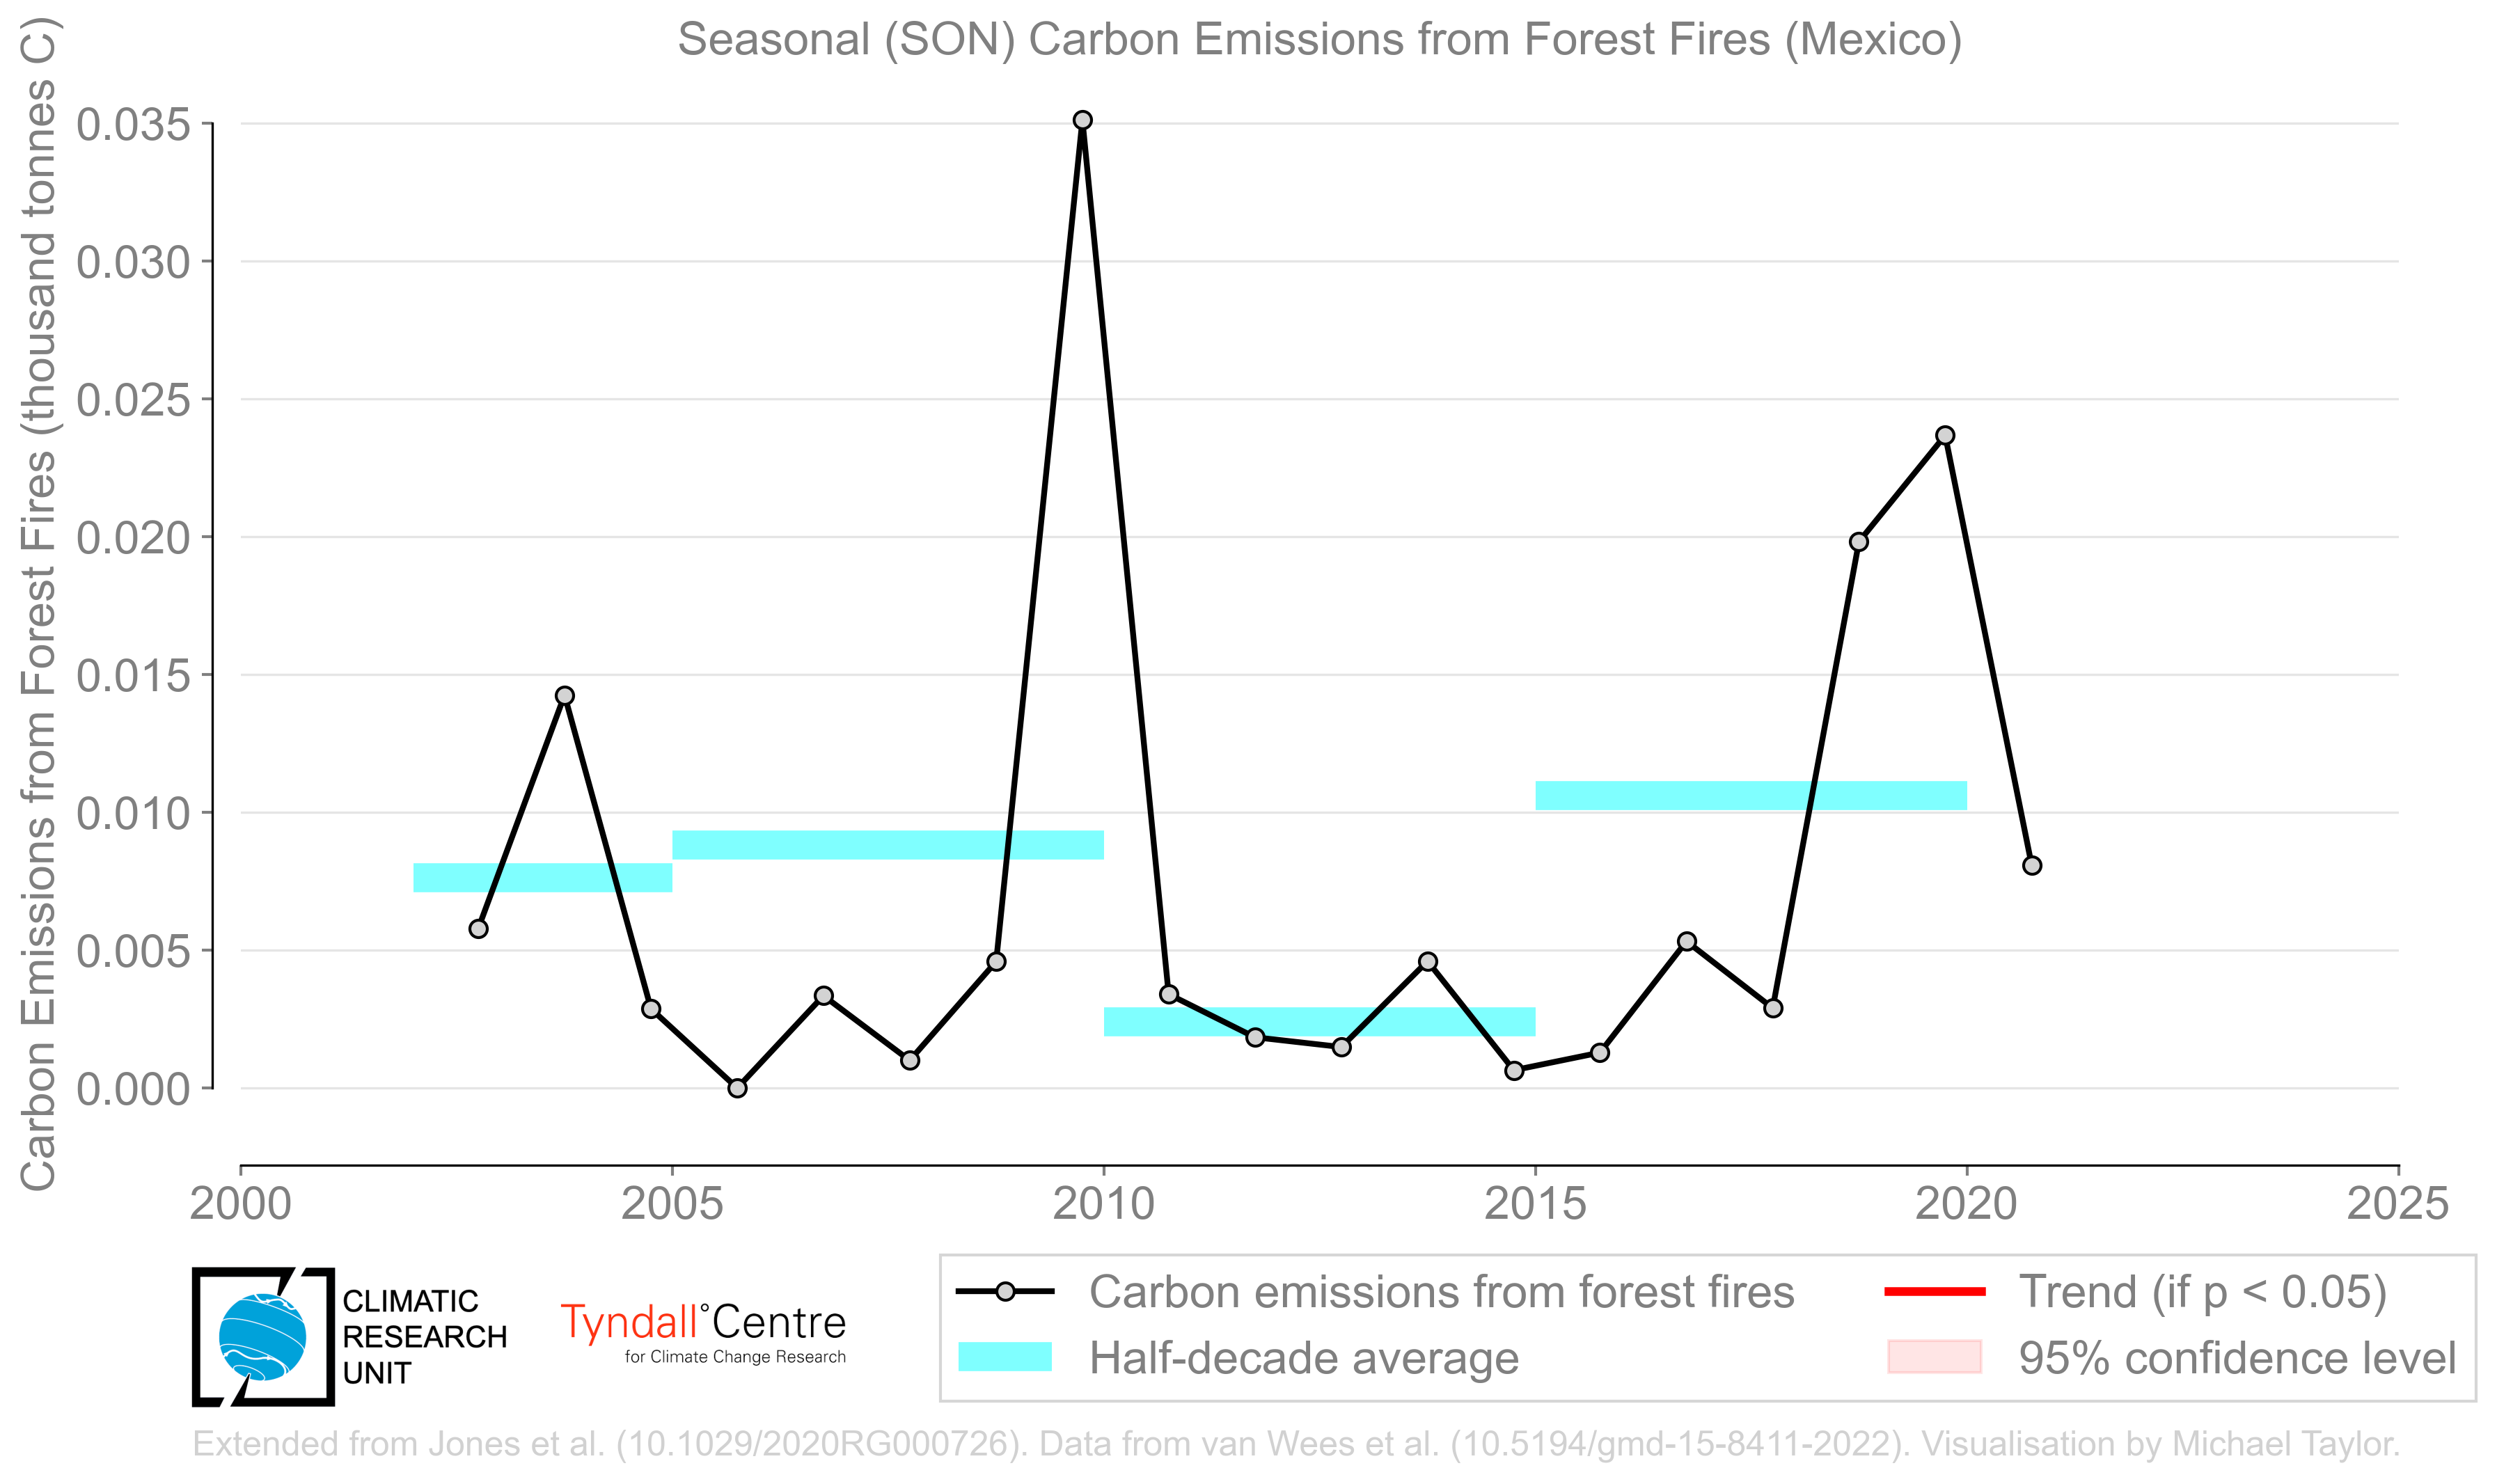 Seasonal (SON) Carbon Emissions from Forest Fires (Mexico)
Carbon Emissions from Forest Fires (thousand tonnes C)
0.035
0.030
0.025
0.020
0.015
0.010
0.005
0.000
2000
2005
2010
2015
2020
2025
CLIMATIC
RESEARCH
UNIT
Tyndall°Centre
for Climate Change Research
Carbon emissions from forest fires
Half-decade average
Trend (if p < 0.05)
95% confidence level
Extended from Jones et al. (10.1029/2020RG000726). Data from van Wees et al. (10.5194/gmd-15-8411-2022). Visualisation by Michael Taylor.